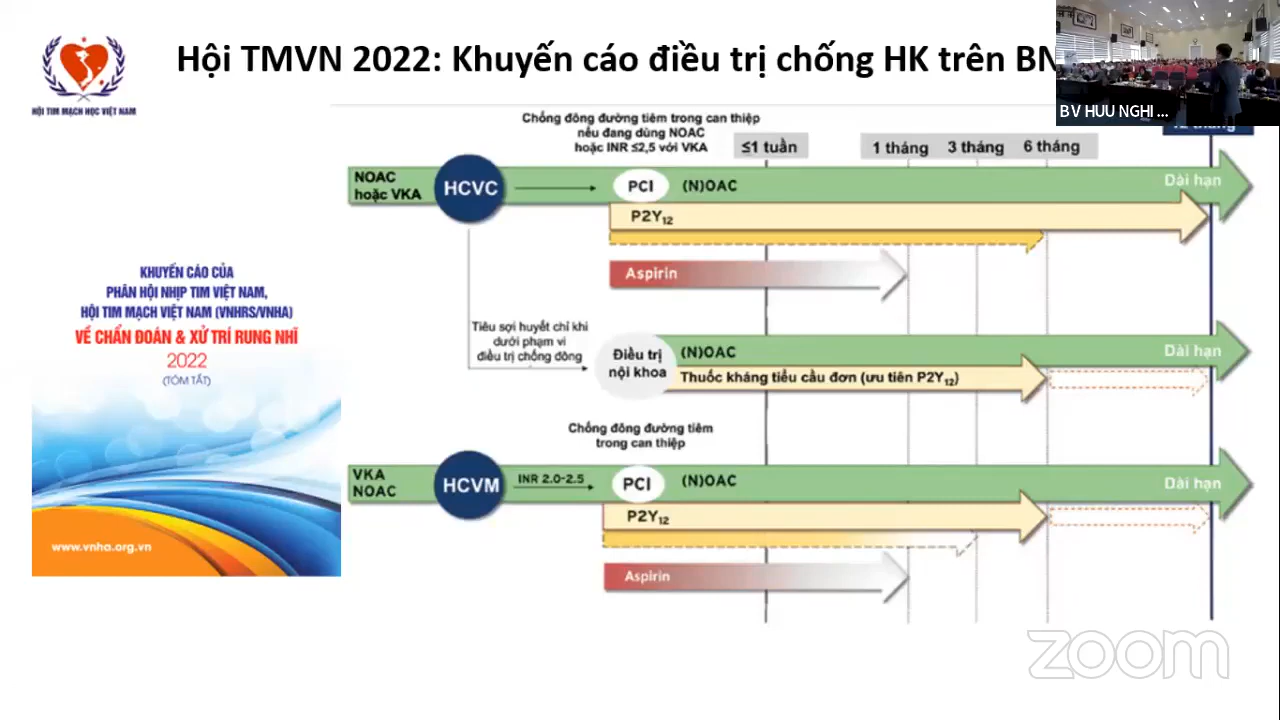 Hội TMVN 2022: Khuyến cáo điều trị chống HK trên BN
HỘI TIM MẠCH HỌC VIỆT NAM
BV HUU NGHI ...
Chống đông đường tiêm trong can thiệp
nếu đang dùng NOAC
hoặc INR ≤2,5 với VKA
≤1 tuần
1 tháng
3 tháng
6 tháng
12 tháng
NOAC
hoặc VKA
HCVC
PCI
(N)OAC
Dài hạn
P2Y12
Aspirin
KHUYẾN CÁO CỦA
PHÂN HỘI NHỊP TIM VIỆT NAM,
HỘI TIM MẠCH VIỆT NAM (VNHRS/VNHA)
VỀ CHẨN ĐOÁN & XỬ TRÍ RUNG NHĨ
2022
(TÓM TẮT)
www.vnha.org.vn
Tiêu sợi huyết chỉ khi
dưới phạm vi
điều trị chống đông
Điều trị
nội khoa
(N)OAC
Dài hạn
Thuốc kháng tiểu cầu đơn (ưu tiên P2Y12)
Chống đông đường tiêm
trong can thiệp
VKA
NOAC
HCVM
INR 2.0-2.5
PCI
(N)OAC
Dài hạn
P2Y12
Aspirin
zoom